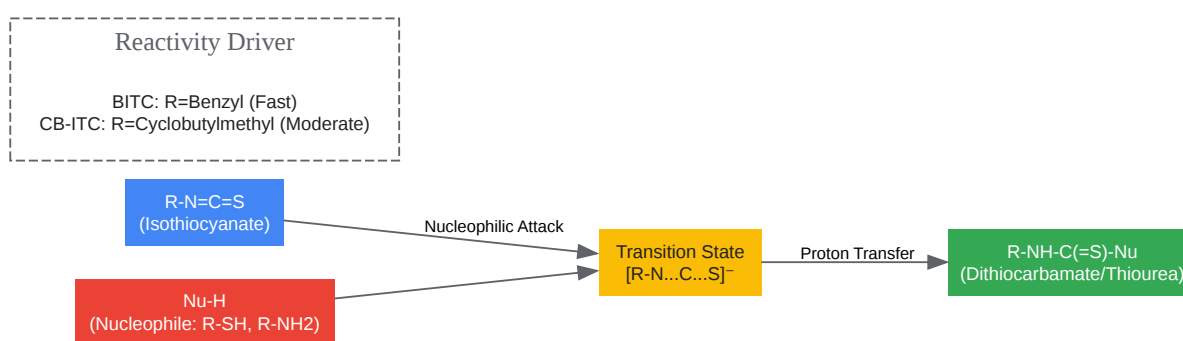 Reactivity Driver
BITC: R=Benzyl (Fast)
CB-ITC: R=Cyclobutylmethyl (Moderate)
R-N=C=S
(Isothiocyanate)
Nucleophilic Attack
Nu-H
(Nucleophile: R-SH, R-NH2)
Transition State
[R-N...C...S]⁻
Proton Transfer
R-NH-C(=S)-Nu
(Dithiocarbamate/Thiourea)